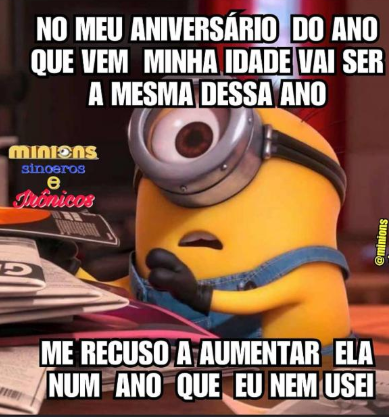 NO MEU ANIVERSÁRIO DO ANO
QUE VEM MINHA IDADE VAI SER
A MESMA DESSA ANO
MINIONS
sinceros
e
Irônicos
@minions
ME RECUSO A AUMENTAR ELA
NUM ANO QUE EU NEM USEI